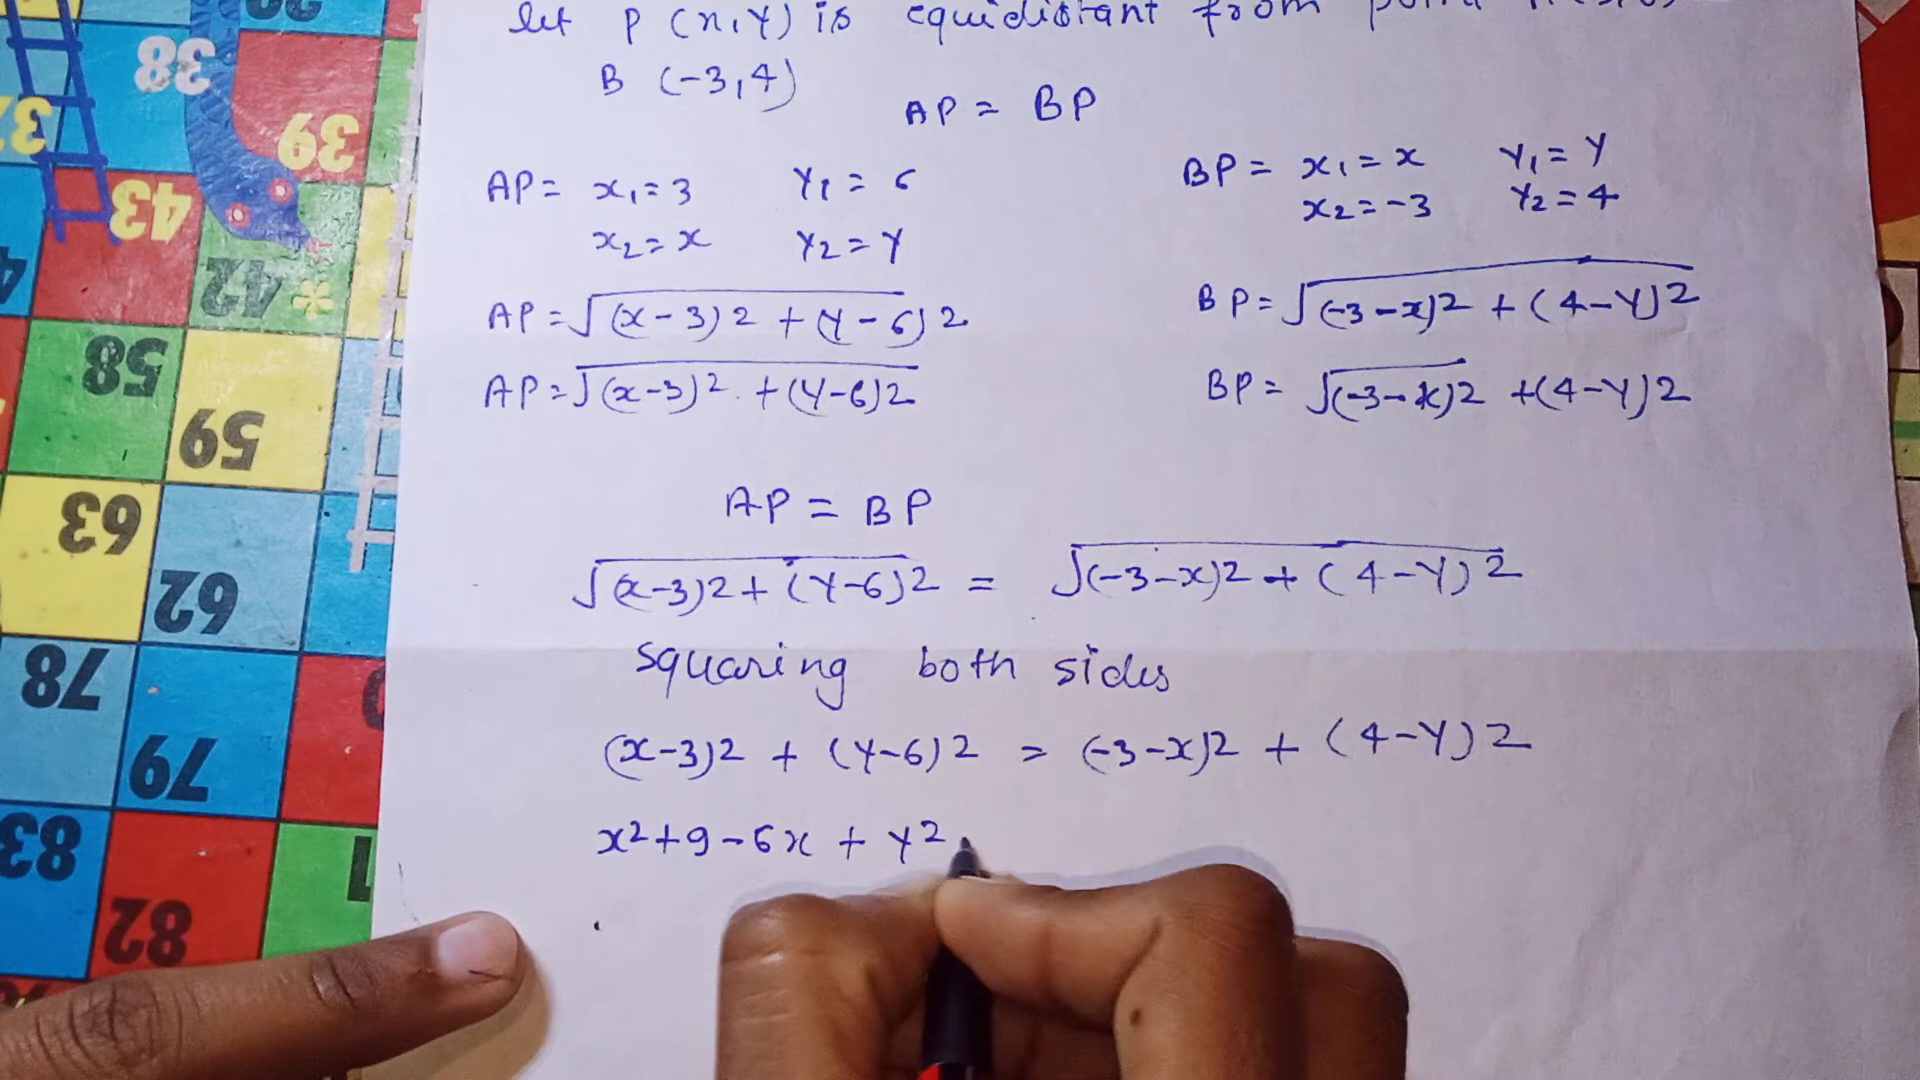 let P (x,y) is equidistant from point
B (-3,4)
AP = BP
AP = x₁=3 Y₁ = 6
x₂=x Y₂=Y
BP = x₁=x Y₁=Y
x₂=-3 Y₂=4
AP=√(x-3)2 +(Y-6)2
BP=√(-3-x)2 +(4-Y)2
AP=√(x-3)2 +(Y-6)2
BP= √(-3-x)2 +(4-Y)2
AP = BP
√(x-3)2+(Y-6)2 = √(-3-x)2+(4-Y)2
squaring both sides
(x-3)2 + (Y-6)2 = (-3-x)2 + (4-Y)2
x2+9-6x + Y2
38
39
43
42
58
59
63
62
78
79
83
82